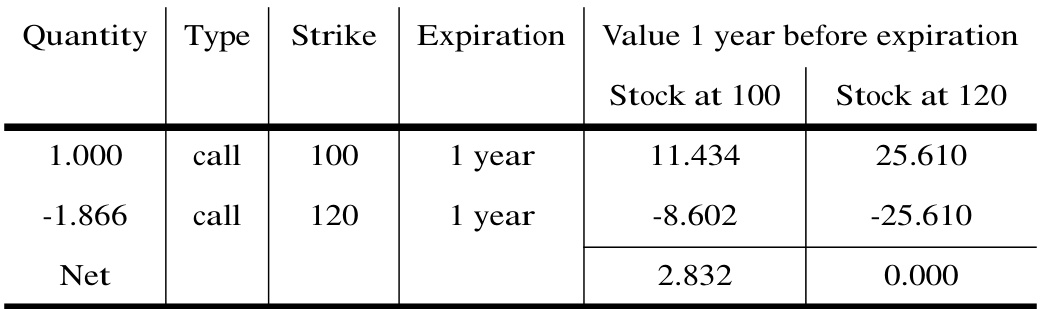 Quantity Type Strike Expiration Value 1 year before expiration
Stock at 100 Stock at 120
1.000 call 100 1 year 11.434 25.610
-1.866 call 120 1 year -8.602 -25.610
Net 2.832 0.000